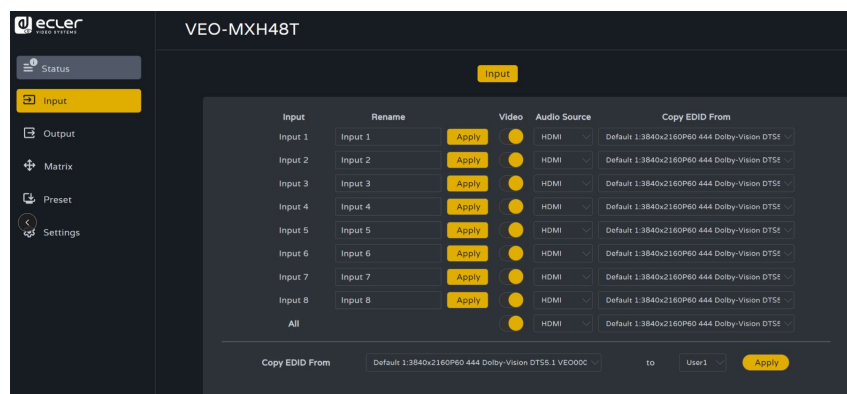 ecler
VIDEO SYSTEMS
VEO-MXH48T
Status
Input
Output
Matrix
Preset
Settings
Input
Input Rename Video Audio Source Copy EDID From
Input 1 Input 1 Apply HDMI Default 1:3840x2160P60 444 Dolby-Vision DTS5
Input 2 Input 2 Apply HDMI Default 1:3840x2160P60 444 Dolby-Vision DTS5
Input 3 Input 3 Apply HDMI Default 1:3840x2160P60 444 Dolby-Vision DTS5
Input 4 Input 4 Apply HDMI Default 1:3840x2160P60 444 Dolby-Vision DTS5
Input 5 Input 5 Apply HDMI Default 1:3840x2160P60 444 Dolby-Vision DTS5
Input 6 Input 6 Apply HDMI Default 1:3840x2160P60 444 Dolby-Vision DTS5
Input 7 Input 7 Apply HDMI Default 1:3840x2160P60 444 Dolby-Vision DTS5
Input 8 Input 8 Apply HDMI Default 1:3840x2160P60 444 Dolby-Vision DTS5
All HDMI Default 1:3840x2160P60 444 Dolby-Vision DTS5
Copy EDID From Default 1:3840x2160P60 444 Dolby-Vision DTS5.1 VEO00C to User1 Apply